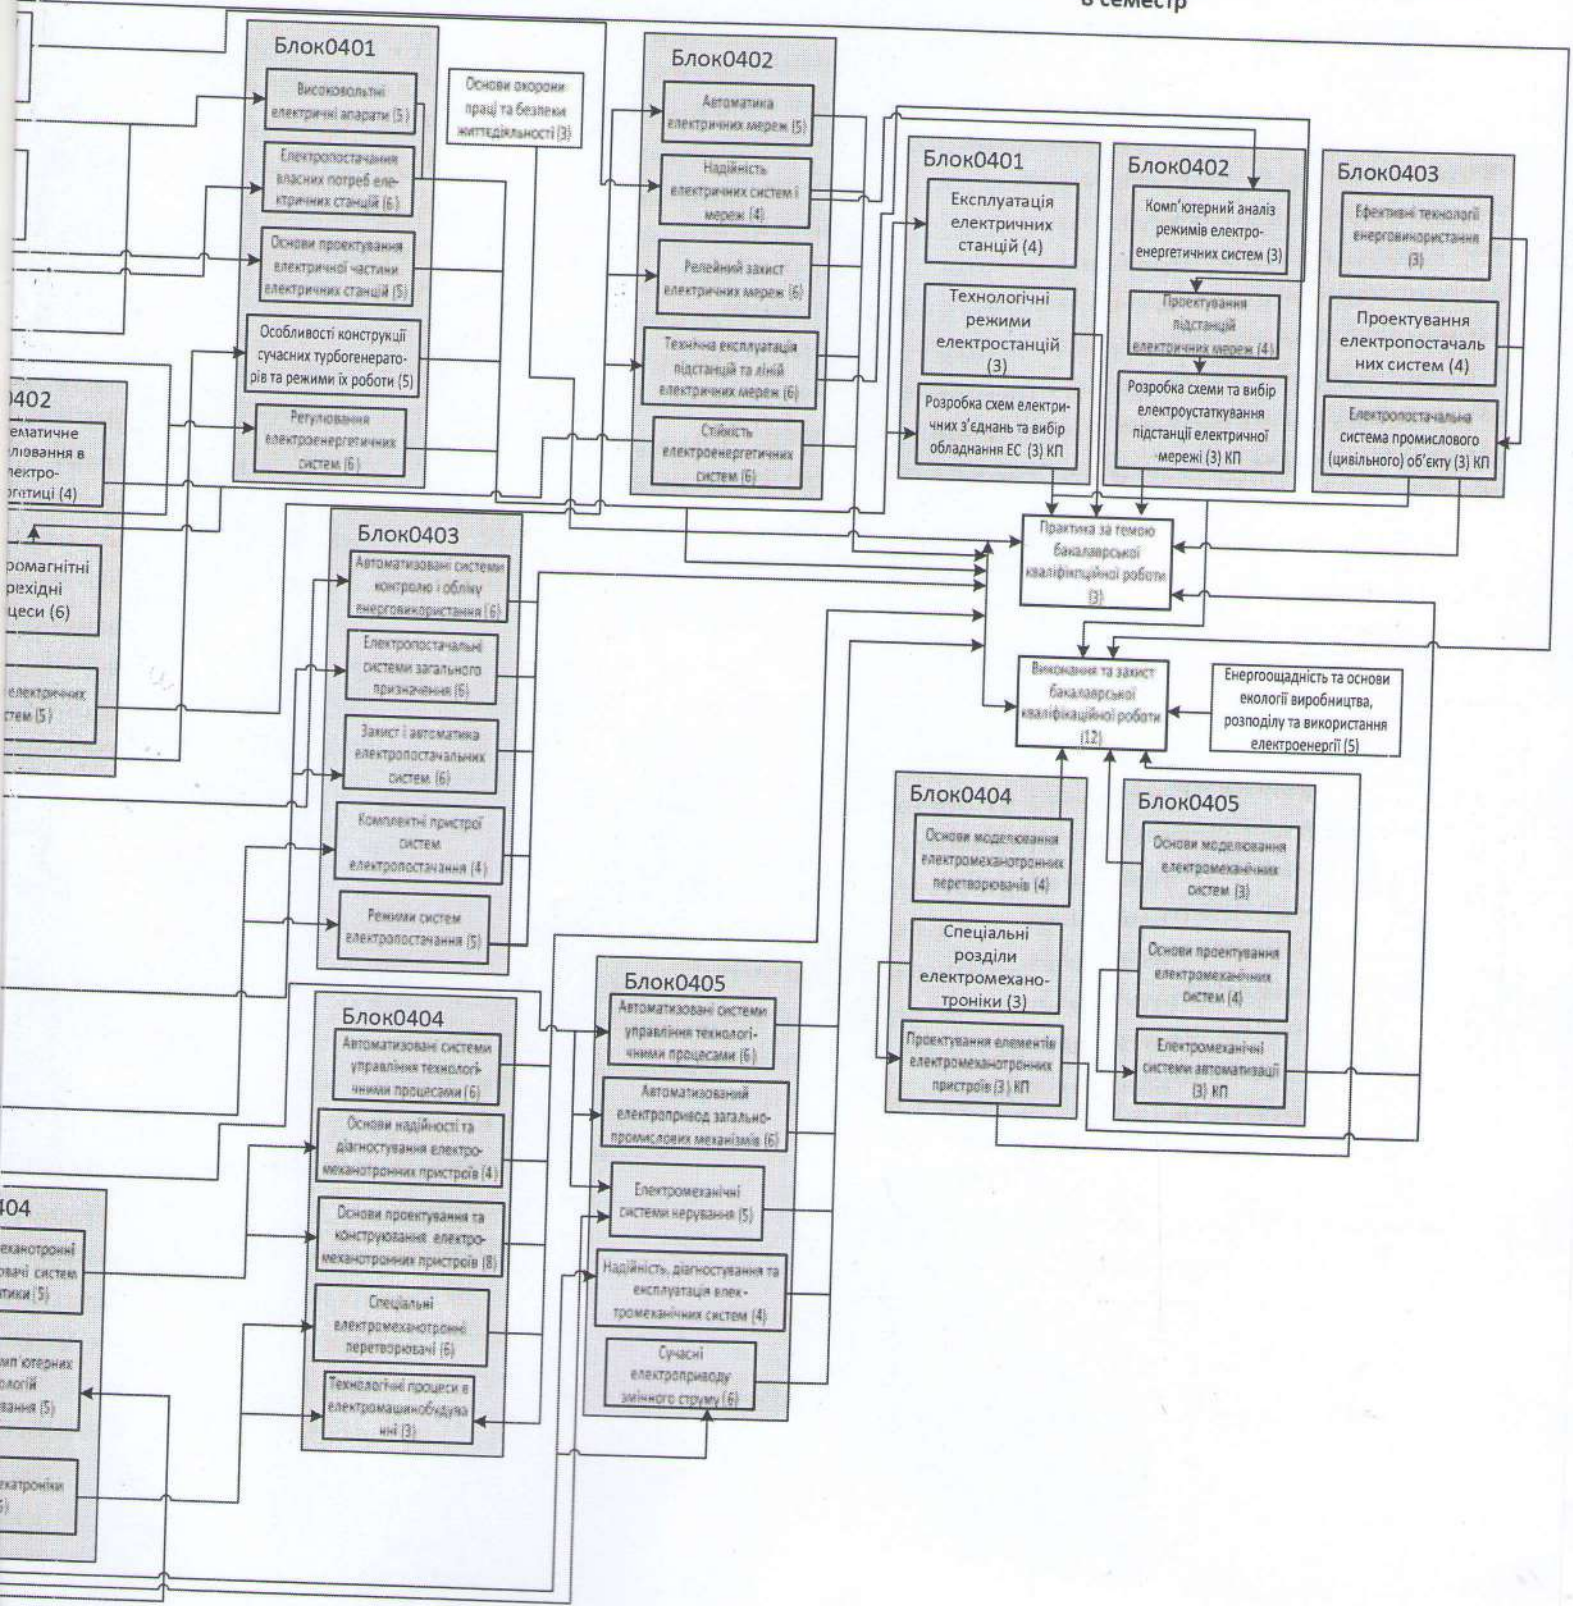 8 семестр
Блок0401
Високовольтні
електричні апарати (5)
Електропостачання
власних потреб еле-
ктричних станцій (6)
Основи проектування
електричної частини
електричних станцій (5)
Особливості конструкції
сучасних турбогенерато-
рів та режими їх роботи (5)
Регулювання
електроенергетичних
систем (6)
Основи охорони
праці та безпеки
життєдіяльності (3)
Блок0402
Автоматика
електричних мереж (5)
Надійність
електричних систем і
мереж (4)
Релейний захист
електричних мереж (6)
Технічна експлуатація
підстанцій та ліній
електричних мереж (6)
Стійкість
електроенергетичних
систем (6)
Блок0401
Експлуатація
електричних
станцій (4)
Технологічні
режими
електростанцій
(3)
Розробка схем електри-
чних з'єднань та вибір
обладнання ЕС (3) КП
Блок0402
Комп'ютерний аналіз
режимів електро-
енергетичних систем (3)
Проектування
підстанцій
електричних мереж (4)
Розробка схеми та вибір
електроустаткування
підстанції електричної
мережі (3) КП
Блок0403
Ефективні технології
енерговикористання
(3)
Проектування
електропостачаль
них систем (4)
Електропостачальна
система промислового
(цивільного) об'єкту (3) КП
0402
ематичне
лювання в
лектро-
ргетиці (4)
ромагнітні
рехідні
цеси (6)
електричних
стем (5)
Блок0403
Автоматизовані системи
контролю і обліку
енерговикористання (6)
Електропостачальні
системи загального
призначення (6)
Захист і автоматика
електропостачальних
систем (6)
Комплектні пристрої
систем
електропостачання (4)
Режими систем
електропостачання (5)
Практика за темою
бакалаврської
кваліфікаційної роботи
(3)
Виконання та захист
бакалаврської
кваліфікаційної роботи
(12)
Енергоощадність та основи
екології виробництва,
розподілу та використання
електроенергії (5)
Блок0404
Основи моделювання
електромеханотронних
перетворювачів (4)
Спеціальні
розділи
електромехано-
троніки (3)
Проектування елементів
електромеханотронних
пристроїв (3) КП
Блок0405
Основи моделювання
електромеханічних
систем (3)
Основи проектування
електромеханічних
систем (4)
Електромеханічні
системи автоматизації
(3) КП
Блок0404
Автоматизовані системи
управління технологі-
чними процесами (6)
Основи надійності та
діагностування електро-
механотронних пристроїв (4)
Основи проектування та
конструювання електро-
механотронних пристроїв (8)
Спеціальні
електромеханотронні
перетворювачі (6)
Технологічні процеси в
електромашинобудува
нні (3)
Блок0405
Автоматизовані системи
управління технологі-
чними процесами (6)
Автоматизований
електропривод загально-
промислових механізмів (6)
Електромеханічні
системи керування (5)
Надійність, діагностування та
експлуатація елек-
тромеханічних систем (4)
Сучасні
електроприводу
змінного струму (6)
404
еханотронні
овачі систем
тики (5)
мп'ютерних
ологій
вання (5)
екатроніки